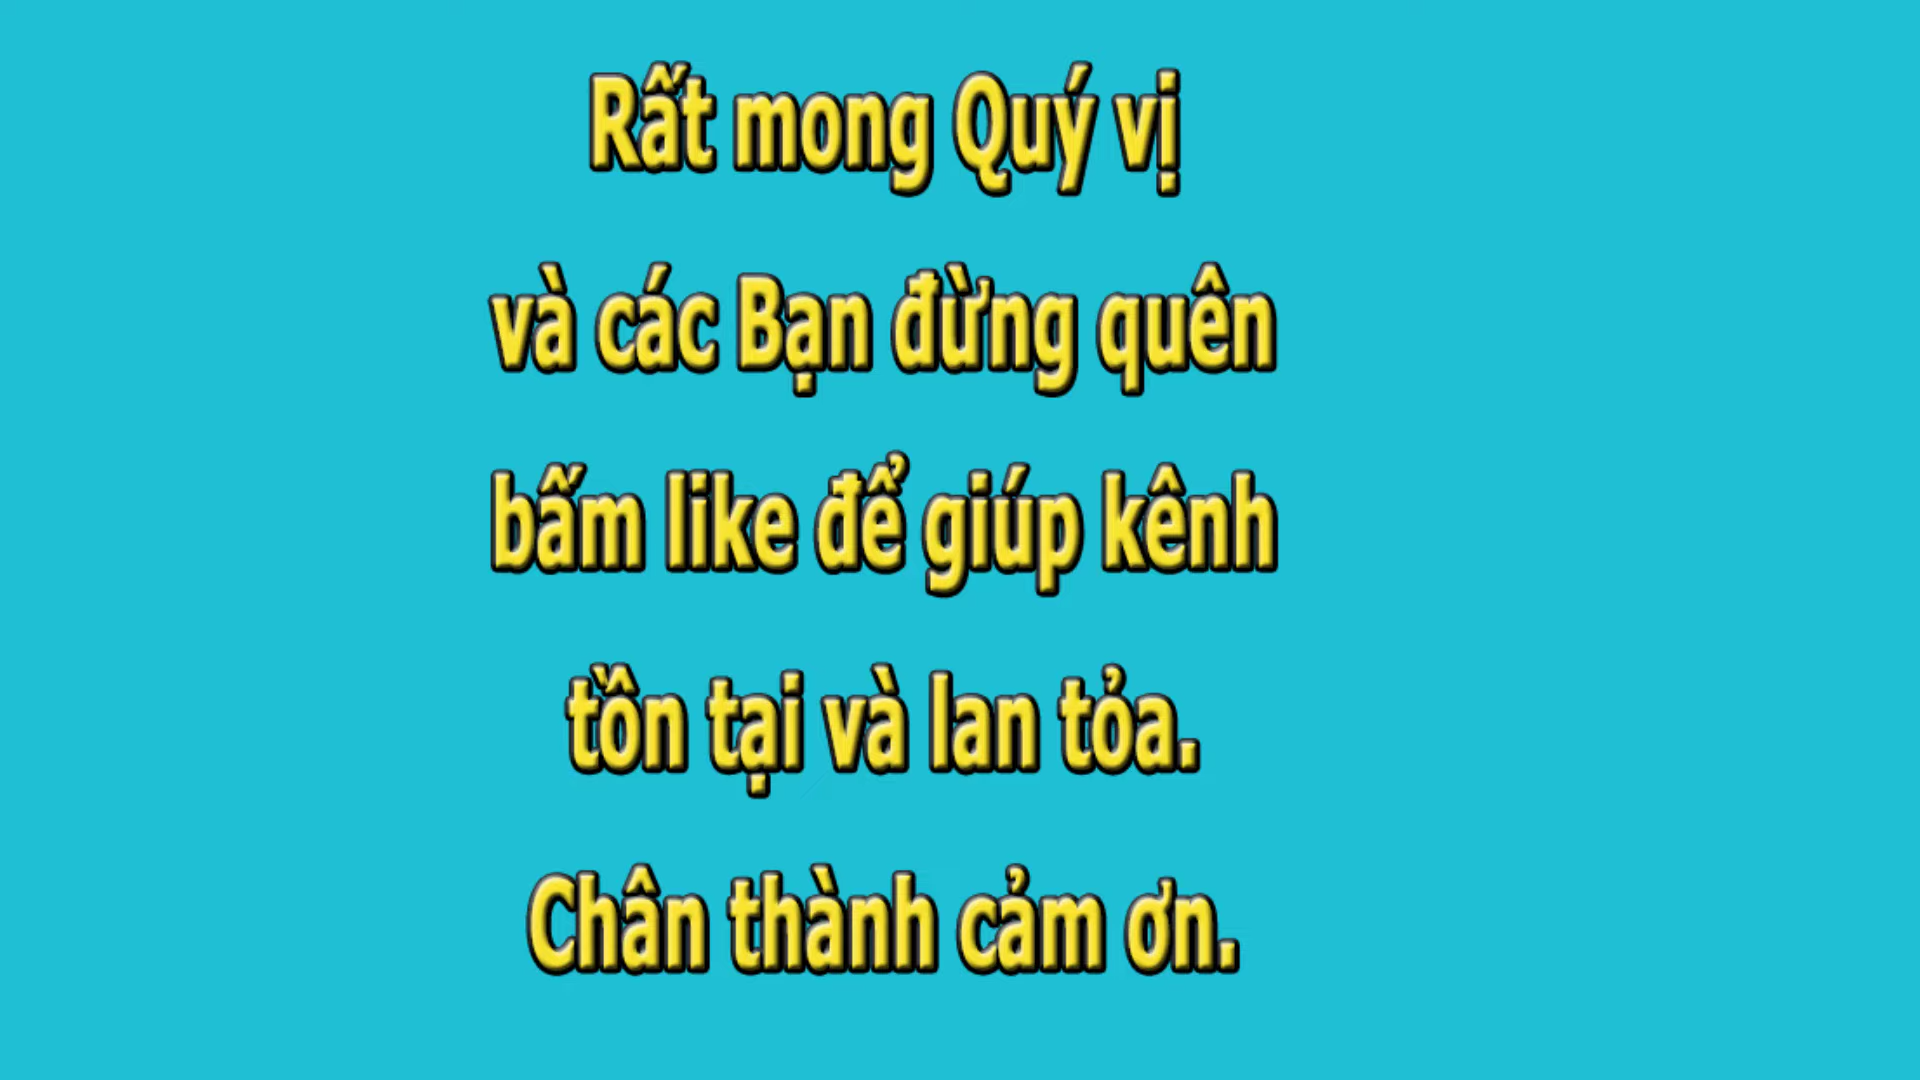 Rất mong Quý vị
và các Bạn đừng quên
bấm like để giúp kênh
tồn tại và lan tỏa.
Chân thành cảm ơn.